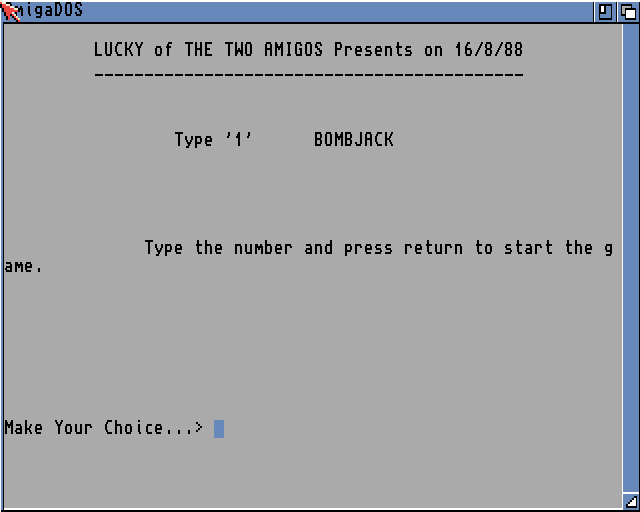 AmigaDOS
LUCKY of THE TWO AMIGOS Presents on 16/8/88
-------------------------------------------
Type '1'      BOMBJACK
Type the number and press return to start the g
ame.
Make Your Choice...>